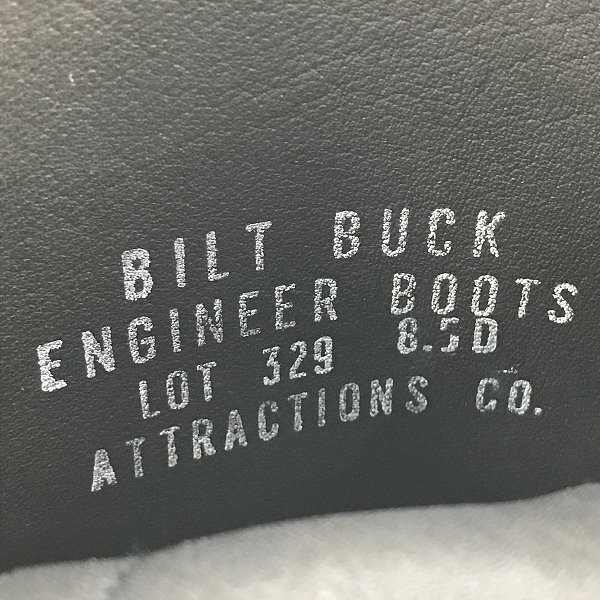 BILT BUCK
ENGINEER BOOTS
LOT 329 8.5D
ATTRACTIONS CO.